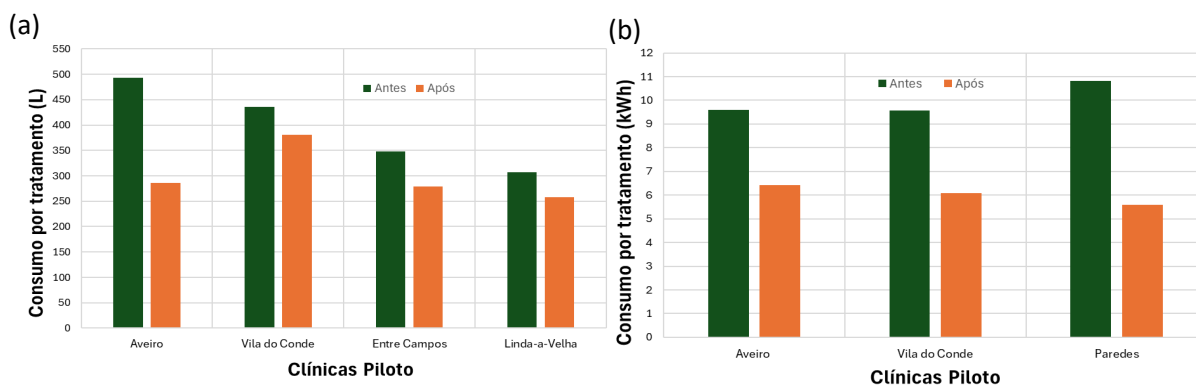 (a)
Consumo por tratamento (L)
550
500
450
400
350
300
250
200
150
100
50
0
Antes Após
Aveiro Vila do Conde Entre Campos Linda-a-Velha
Clínicas Piloto
(b)
Consumo por tratamento (kWh)
12
11
10
9
8
7
6
5
4
3
2
1
0
Antes Após
Aveiro Vila do Conde Paredes
Clínicas Piloto